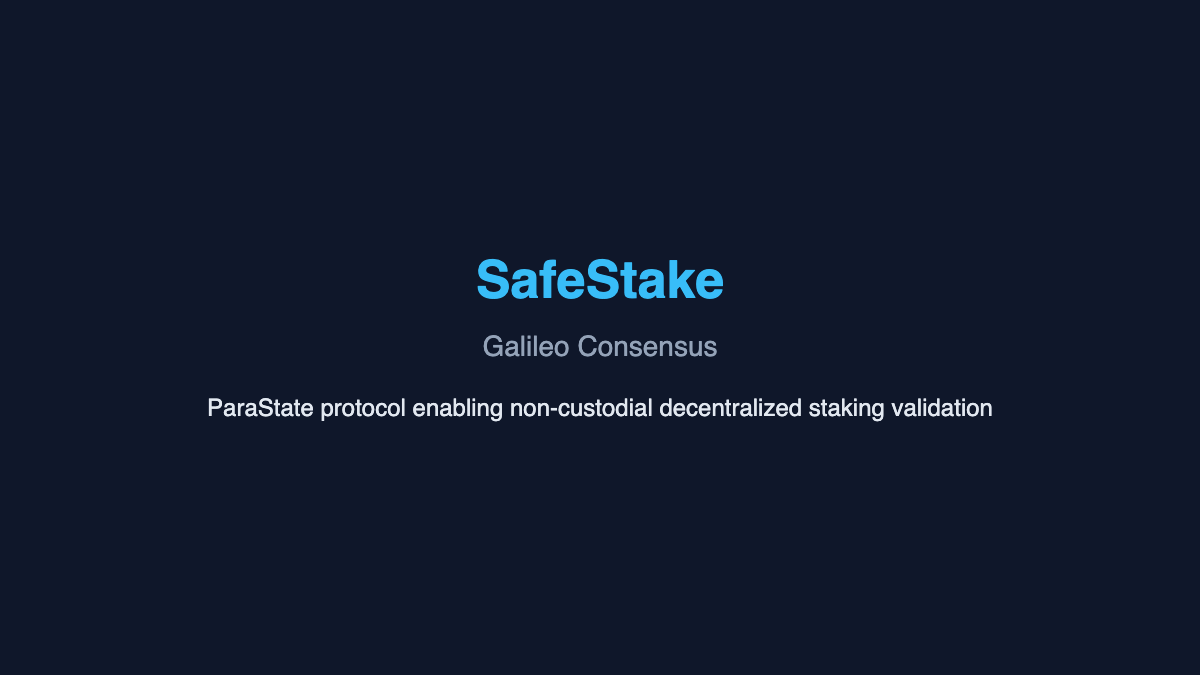 SafeStake
Galileo Consensus
ParaState protocol enabling non-custodial decentralized staking validation